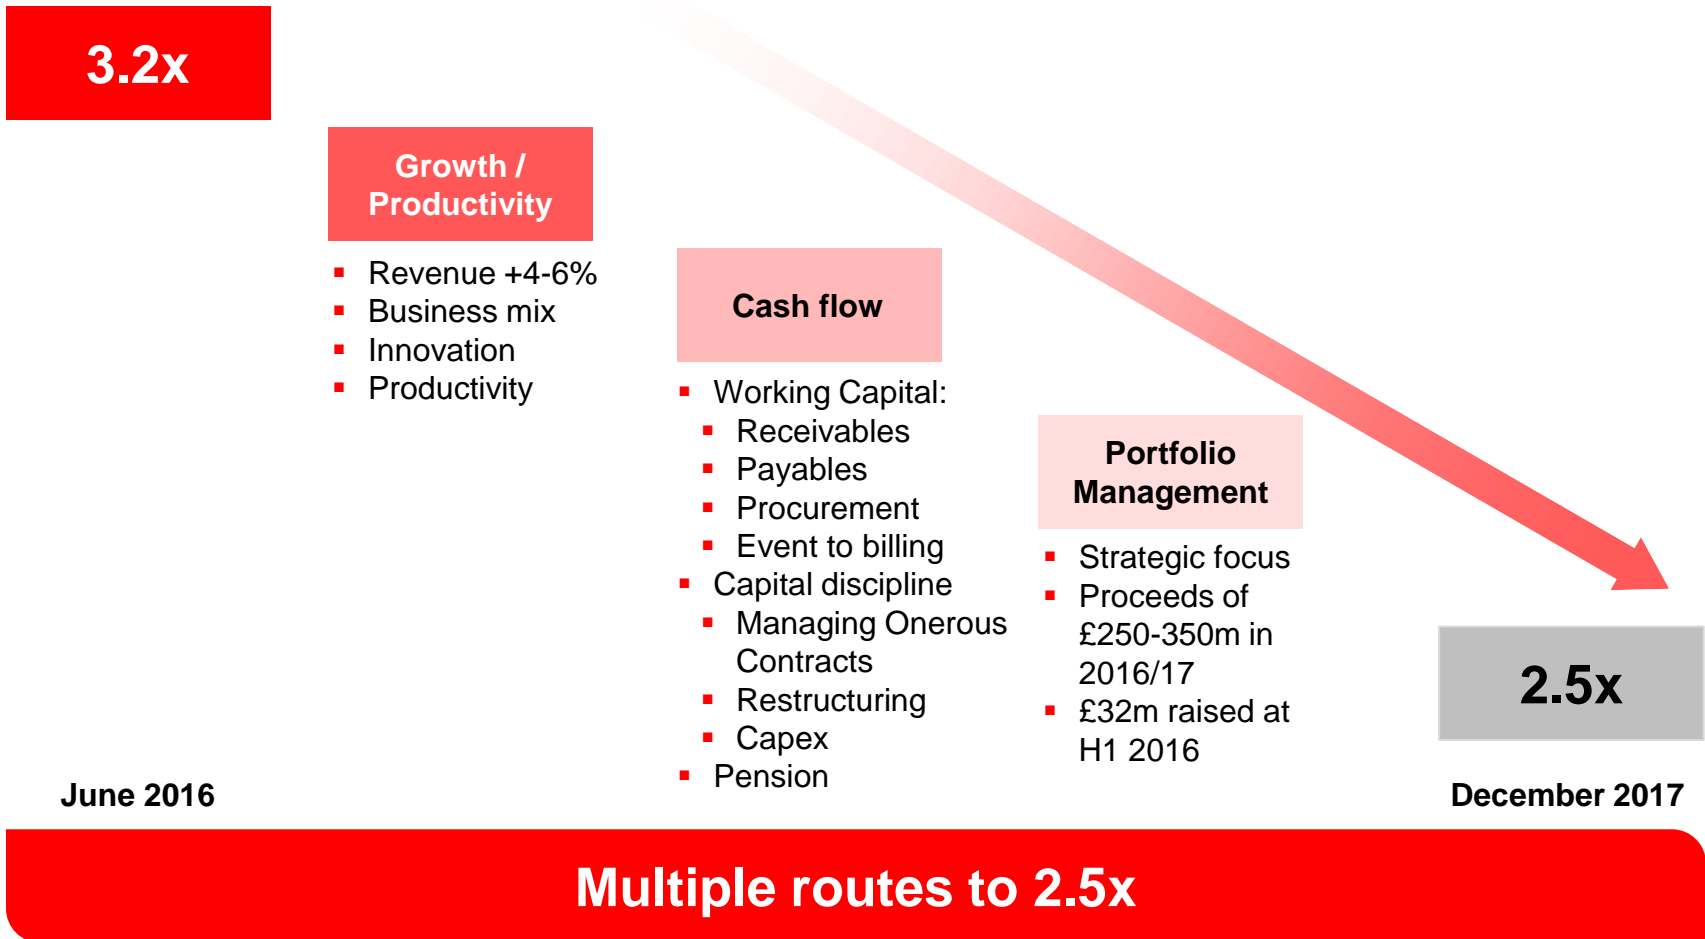 3.2x
Growth /
Productivity
▪ Revenue +4-6%
▪ Business mix
▪ Innovation
▪ Productivity
Cash flow
▪ Working Capital:
▪ Receivables
▪ Payables
▪ Procurement
▪ Event to billing
▪ Capital discipline
▪ Managing Onerous
Contracts
▪ Restructuring
▪ Capex
▪ Pension
Portfolio
Management
▪ Strategic focus
▪ Proceeds of
£250-350m in
2016/17
▪ £32m raised at
H1 2016
2.5x
June 2016
December 2017
Multiple routes to 2.5x